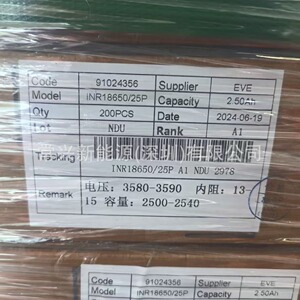 Code 91024356 Supplier EVE
Model INR18650/25P Capacity 2.50Ah
Qty 200PCS Date 2024-06-19
Lot NDU Rank A1
Tracking
INR18650/25P A1 NDU 2978
Remark 电压：3580-3590 内阻：13-
15 容量：2500-2540
Code 91024356 Supplier EVE
Model INR18650/25P Capacity 2.50Ah